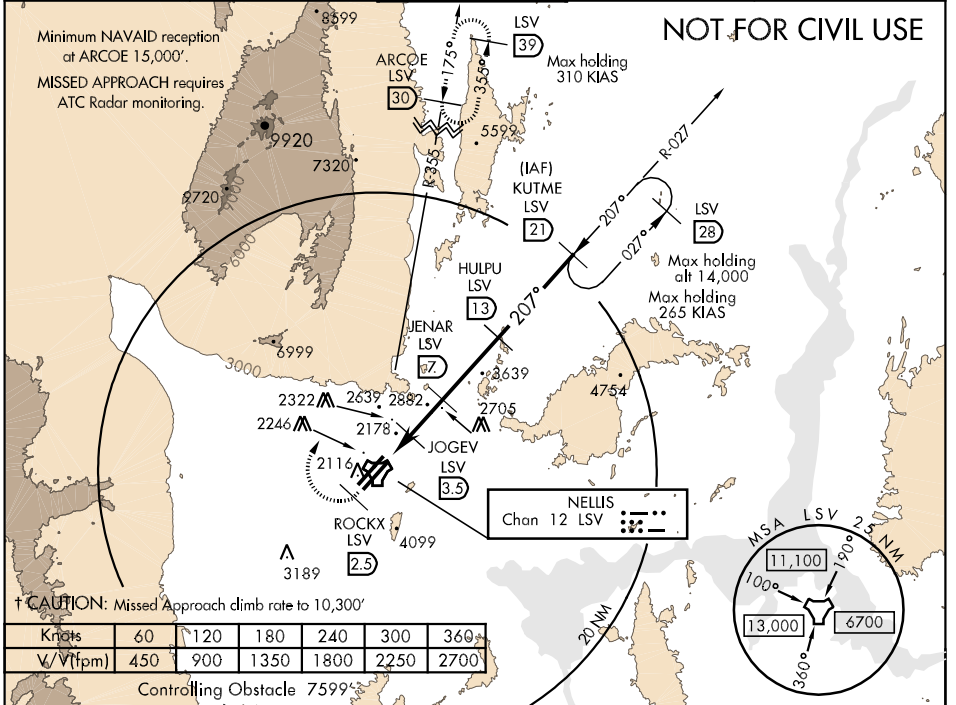 NOT FOR CIVIL USE
Minimum NAVAID reception
at ARCOE 15,000'.
MISSED APPROACH requires
ATC Radar monitoring.
8599
9920
9720
9000
7320
6000
6999
3000
ARCOE
LSV
30
175°
355°
LSV
39
Max holding
310 KIAS
5599
R-355
(IAF)
KUTME
LSV
21
R-027
207°
027°
LSV
28
Max holding
alt 14,000
Max holding
265 KIAS
HULPU
LSV
13
207°
JENAR
LSV
7
3639
4754
2322
2639
2882
2705
2246
2178
2116
JOGEV
LSV
3.5
NELLIS
Chan 12 LSV
ROCKX
LSV
2.5
4099
3189
20 NM
MSA LSV 25 NM
11,100
190°
100°
13,000
6700
360°
† CAUTION: Missed Approach climb rate to 10,300'
Knots 60 120 180 240 300 360
V/V(fpm) 450 900 1350 1800 2250 2700
Controlling Obstacle 7599'